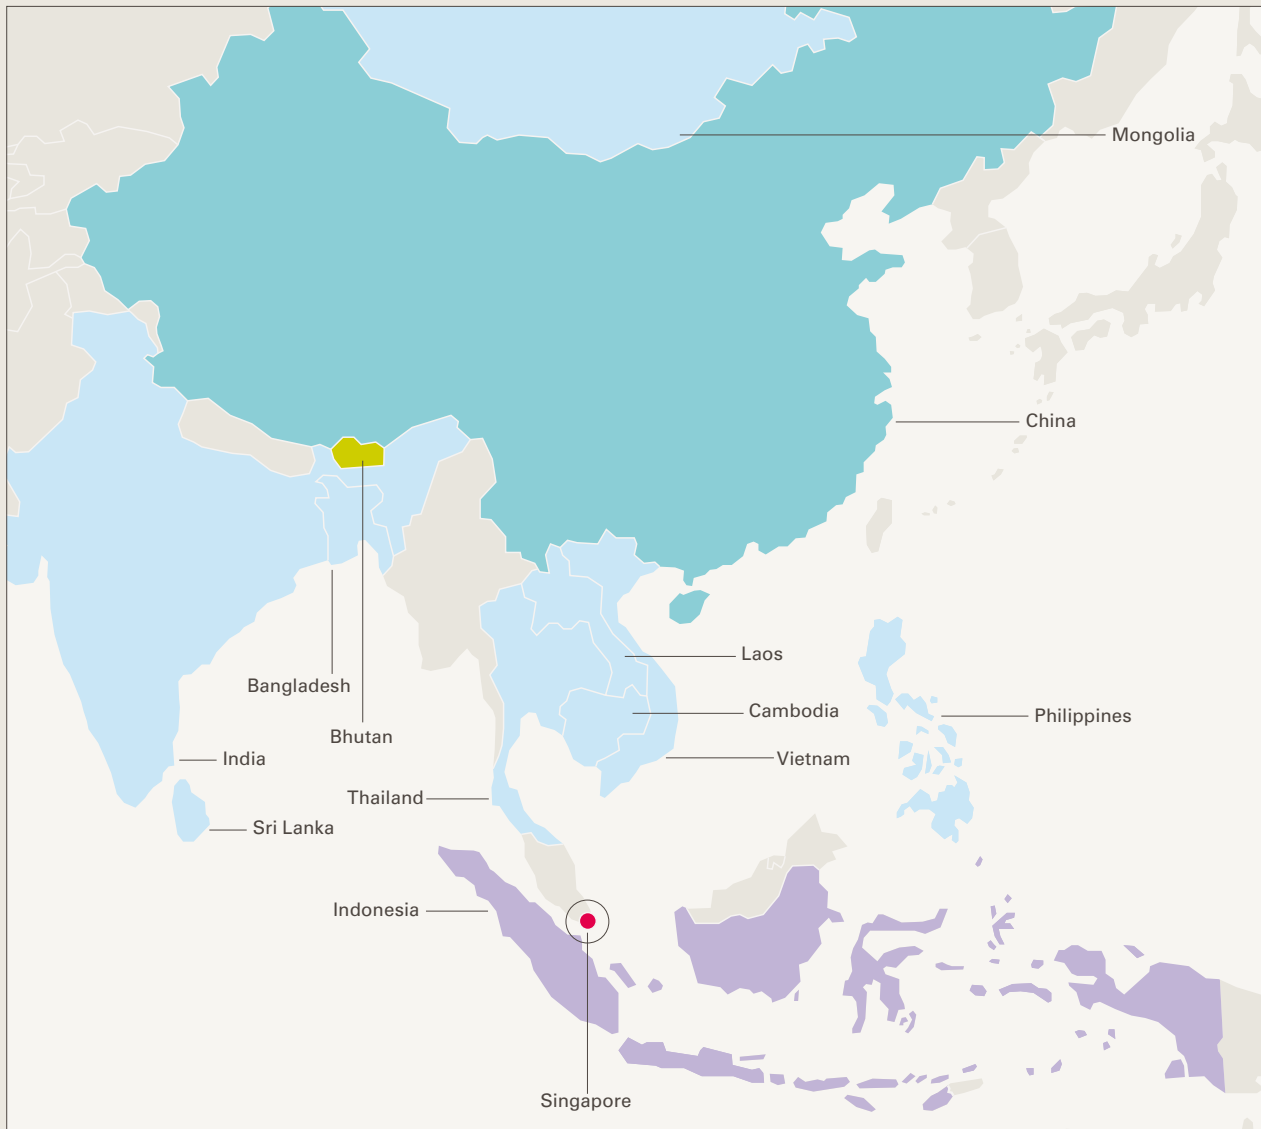 Mongolia
China
Laos
Bangladesh
Cambodia
Philippines
Bhutan
India
Vietnam
Thailand
Sri Lanka
Indonesia
Singapore